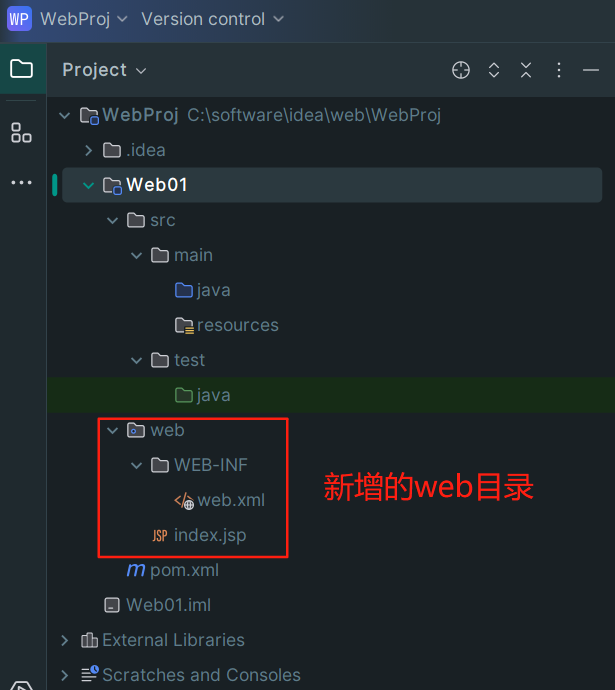 WP WebProj Version control
Project
WebProj C:\software\idea\web\WebProj
.idea
Web01
src
main
java
resources
test
java
web
WEB-INF
web.xml
新增的web目录
JSP index.jsp
m pom.xml
Web01.iml
External Libraries
Scratches and Consoles